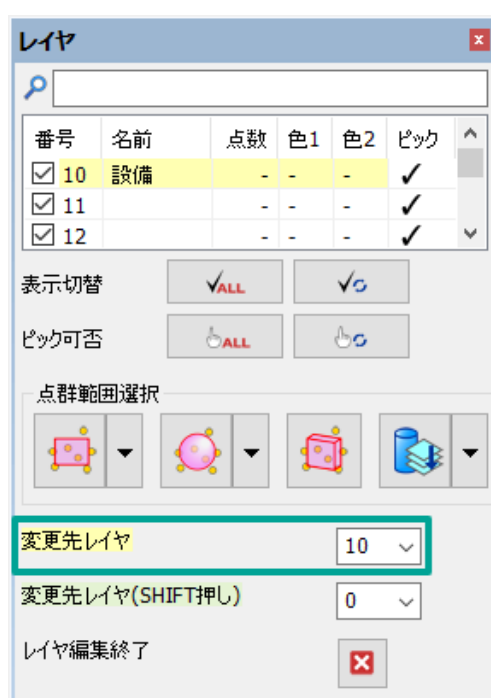 レイヤ
番号 名前 点数 色1 色2 ピック
10 設備 - - -
11 - - -
12 - - -
表示切替 ALL
ピック可否 ALL
点群範囲選択
変更先レイヤ 10
変更先レイヤ(SHIFT押し) 0
レイヤ編集終了